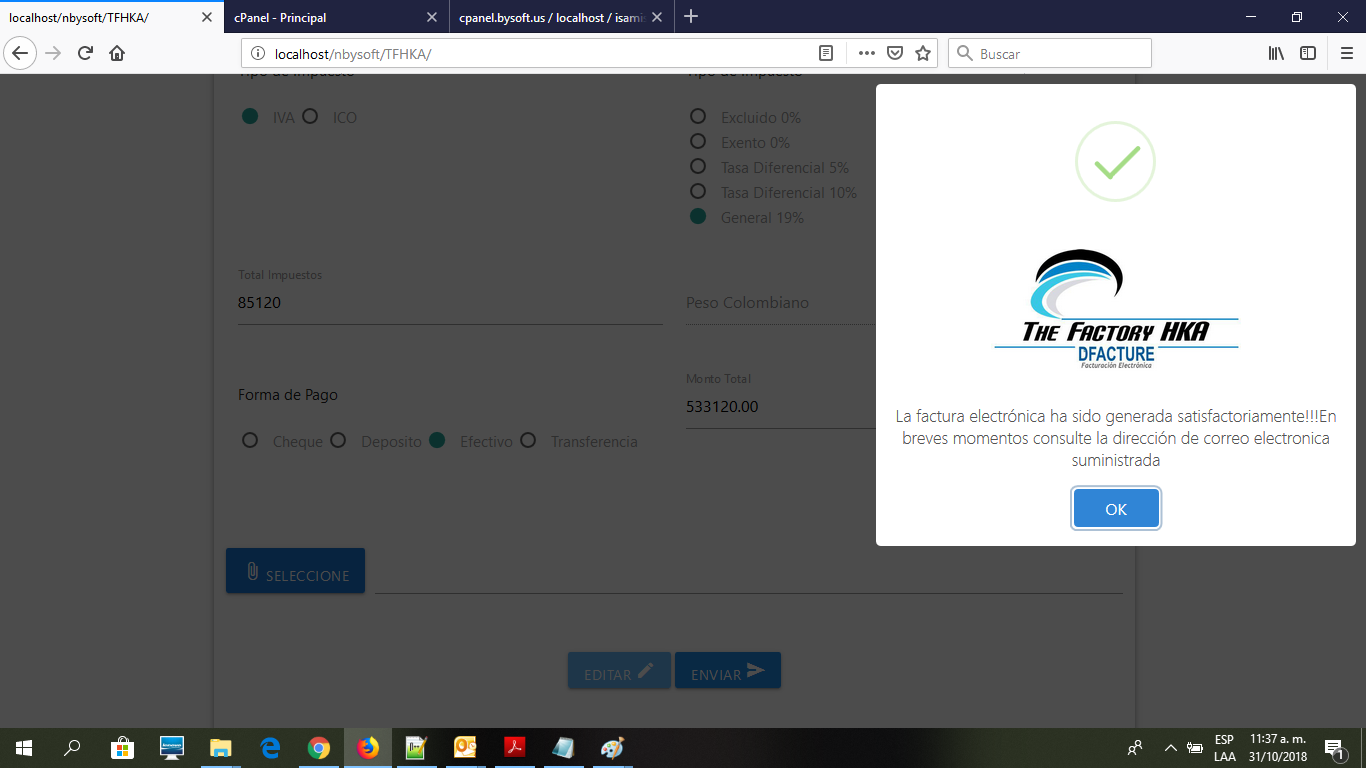 localhost/nbysoft/TFHKA/
cPanel - Principal
cpanel.bysoft.us / localhost / isamis
localhost/nbysoft/TFHKA/
Buscar
Tipo de Impuesto
Tipo de Impuesto
IVA
ICO
Excluido 0%
Exento 0%
Tasa Diferencial 5%
Tasa Diferencial 10%
General 19%
Total Impuestos
85120
Peso Colombiano
Forma de Pago
Monto Total
533120.00
Cheque
Deposito
Efectivo
Transferencia
SELECCIONE
EDITAR
ENVIAR
THE FACTORY HKA
DFACTURE
Facturación Electrónica
La factura electrónica ha sido generada satisfactoriamente!!!En
breves momentos consulte la dirección de correo electronica
suministrada
OK
ESP
LAA
11:37 a. m.
31/10/2018
1